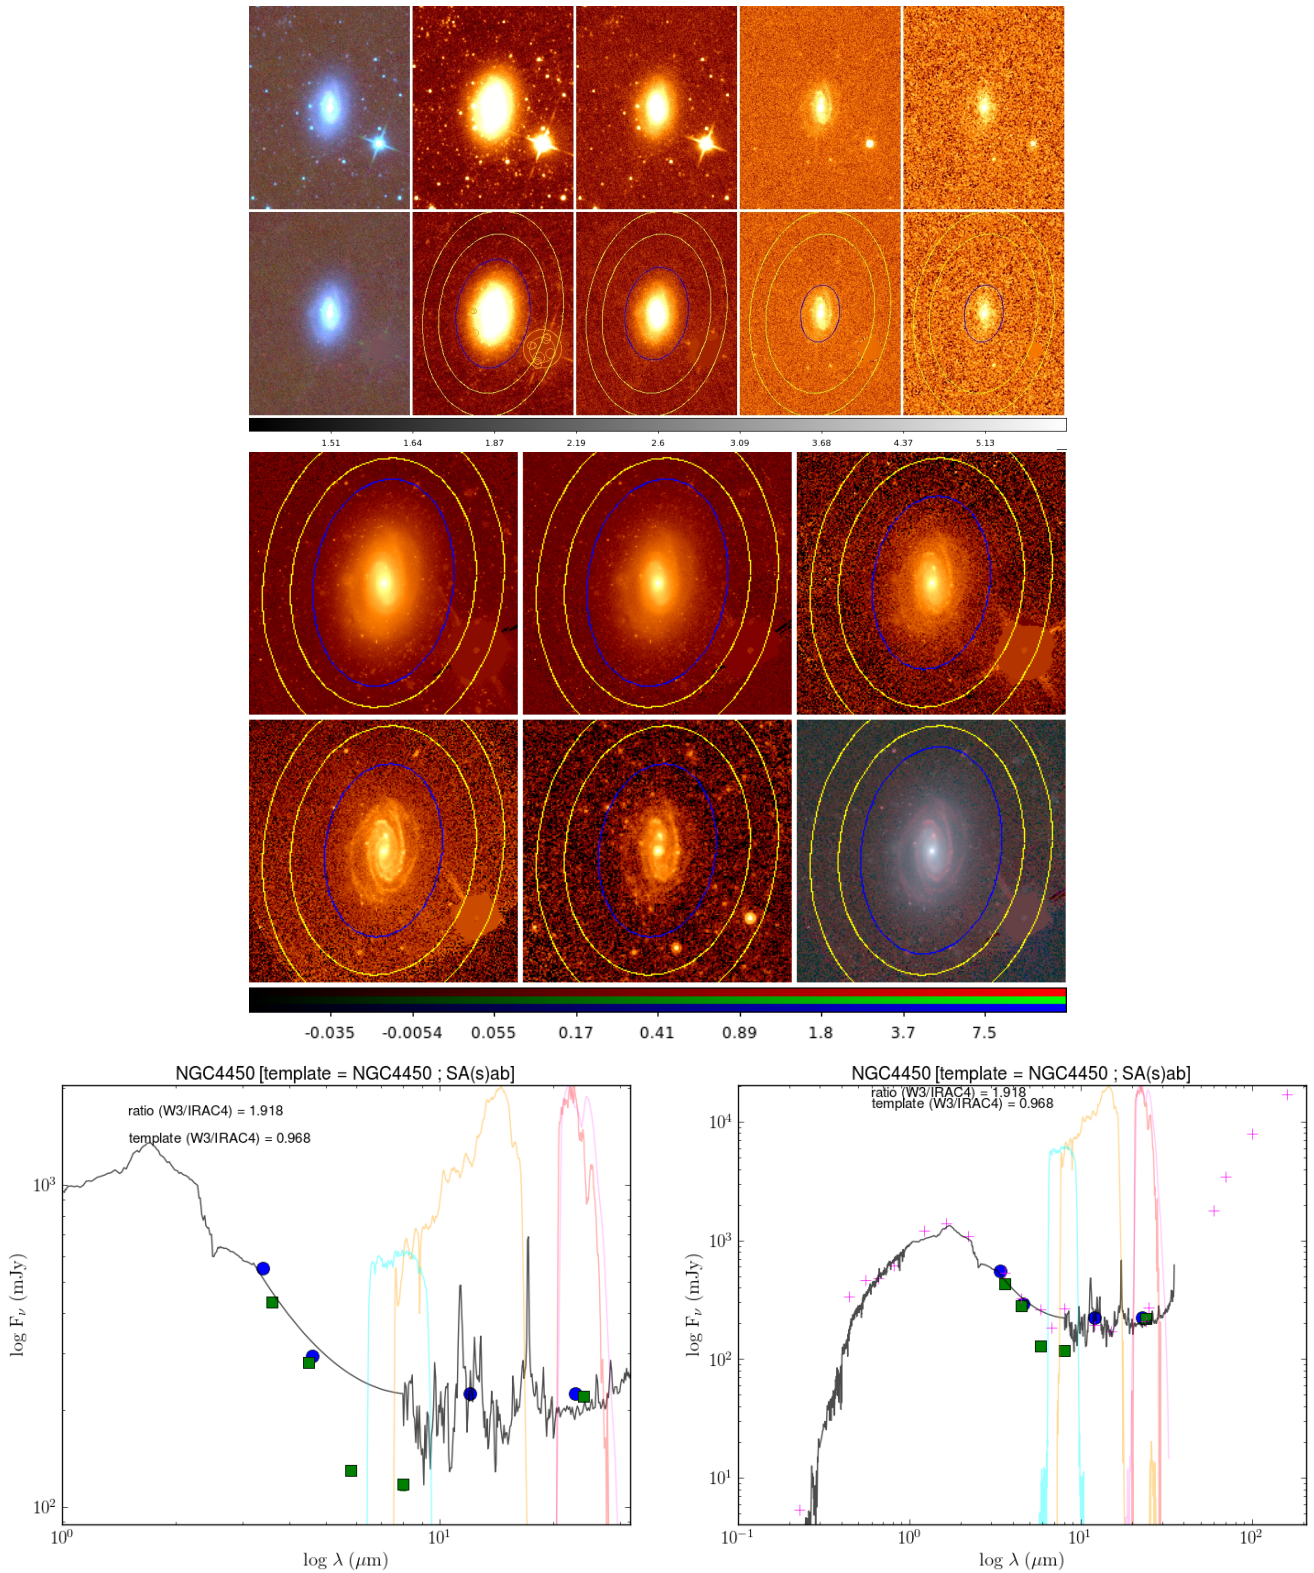 1.51 1.64 1.87 2.19 2.6 3.09 3.68 4.37 5.13
-0.035 -0.0054 0.055 0.17 0.41 0.89 1.8 3.7 7.5
NGC4450 [template = NGC4450 ; SA(s)ab]
ratio (W3/IRAC4) = 1.918
template (W3/IRAC4) = 0.968
log Fν (mJy)
10³
10²
10⁰ 10¹
log λ (μm)
NGC4450 [template = NGC4450 ; SA(s)ab]
ratio (W3/IRAC4) = 1.918
template (W3/IRAC4) = 0.968
log Fν (mJy)
10⁴
10³
10²
10¹
10⁻¹ 10⁰ 10¹ 10²
log λ (μm)